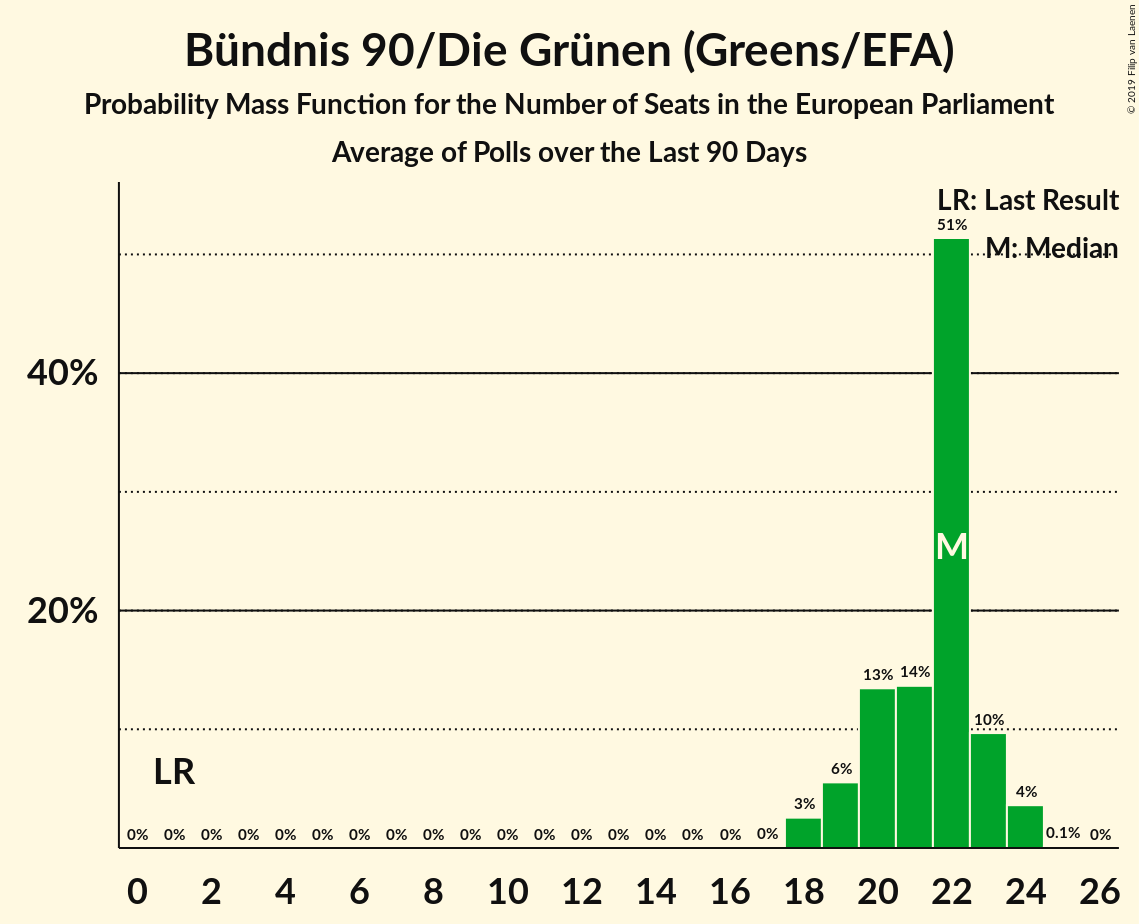 Bündnis 90/Die Grünen (Greens/EFA)
Probability Mass Function for the Number of Seats in the European Parliament
Average of Polls over the Last 90 Days
© 2019 Filip van Laenen
LR: Last Result
M: Median
51%
40%
M
20%
13% 14%
10%
LR
6%
4%
3%
0% 0% 0% 0% 0% 0% 0% 0% 0% 0% 0% 0% 0% 0% 0% 0% 0% 0% 0.1% 0%
0 2 4 6 8 10 12 14 16 18 20 22 24 26